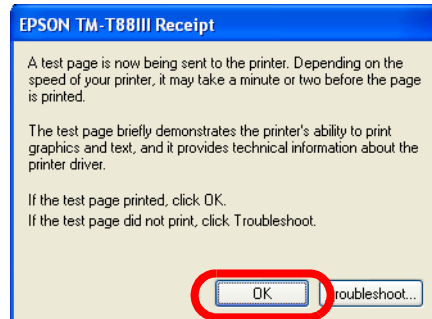 EPSON TM-T88III Receipt
A test page is now being sent to the printer. Depending on the
speed of your printer, it may take a minute or two before the page
is printed.
The test page briefly demonstrates the printer's ability to print
graphics and text, and it provides technical information about the
printer driver.
If the test page printed, click OK.
If the test page did not print, click Troubleshoot.
OK
roubleshoot...